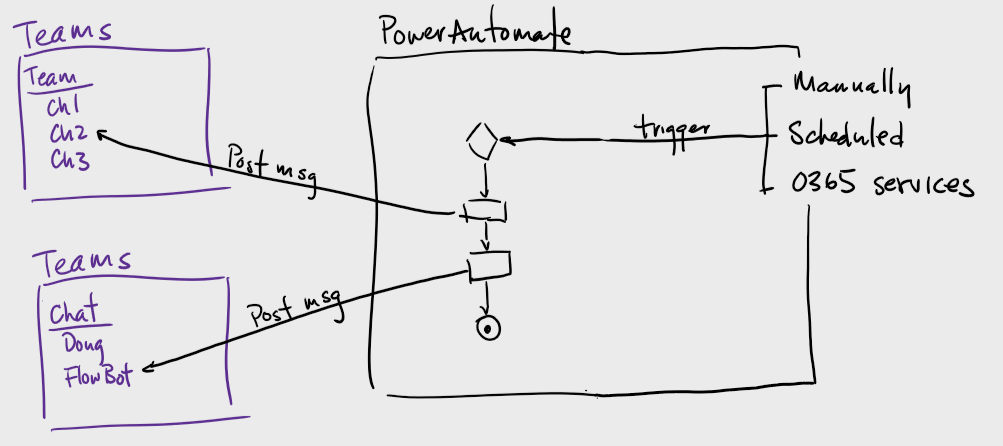 Teams
Team
Ch1
Ch2
Ch3
Post msg
Teams
Chat
Doug
FlowBot
Post msg
PowerAutomate
trigger
Manually
Scheduled
O365 services